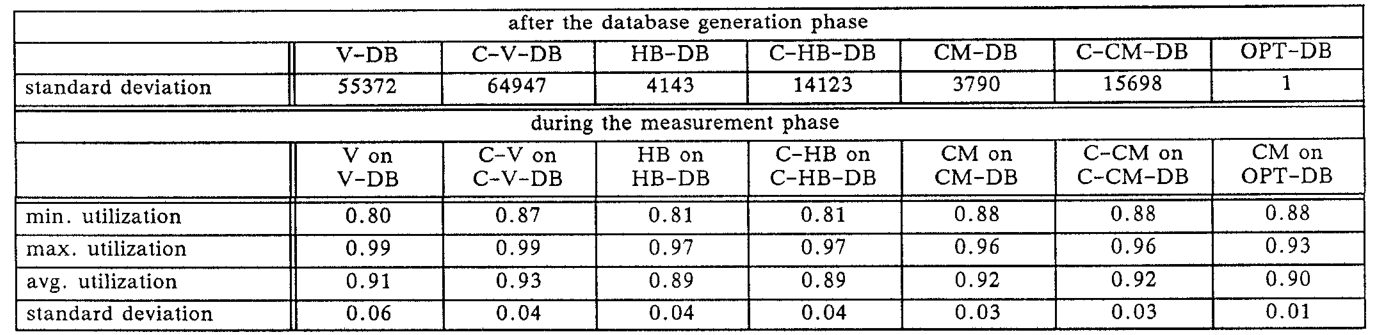 after the database generation phase
V-DB C-V-DB HB-DB C-HB-DB CM-DB C-CM-DB OPT-DB
standard deviation 55372 64947 4143 14123 3790 15698 1
during the measurement phase
V on C-V on HB on C-HB on CM on C-CM on CM on
V-DB C-V-DB HB-DB C-HB-DB CM-DB C-CM-DB OPT-DB
min. utilization 0.80 0.87 0.81 0.81 0.88 0.88 0.88
max. utilization 0.99 0.99 0.97 0.97 0.96 0.96 0.93
avg. utilization 0.91 0.93 0.89 0.89 0.92 0.92 0.90
standard deviation 0.06 0.04 0.04 0.04 0.03 0.03 0.01